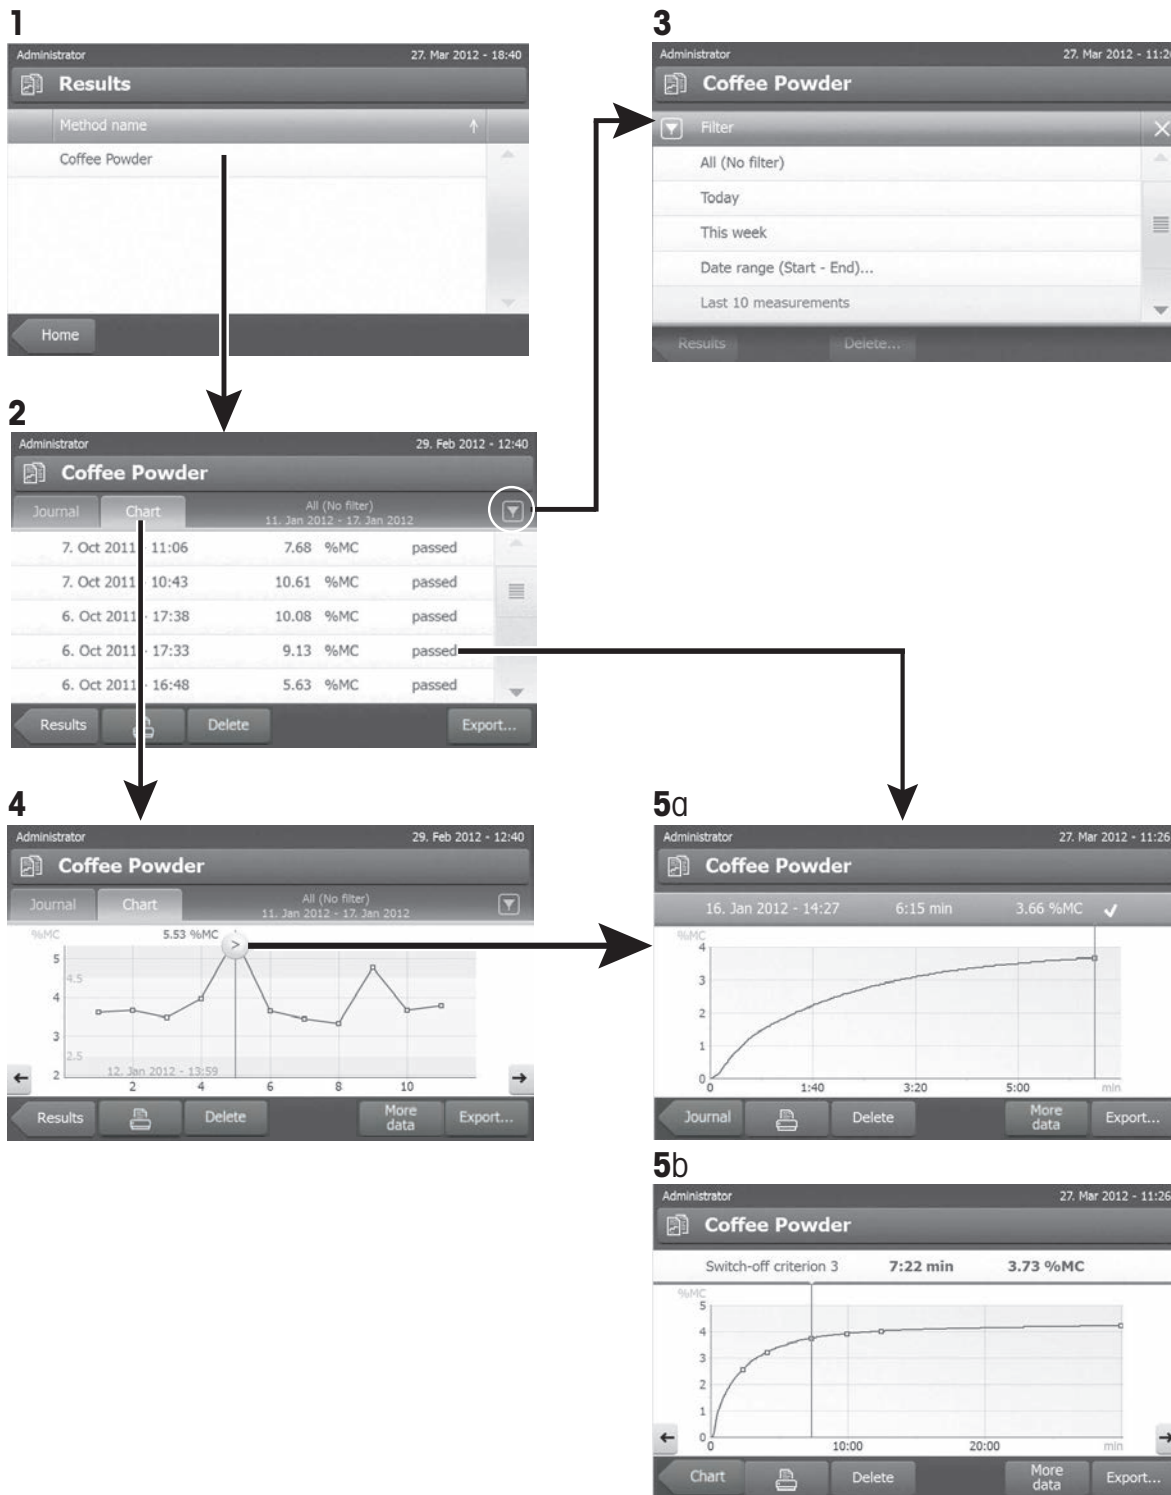 1
Administrator 27. Mar 2012 - 18:40
Results
Method name
Coffee Powder
Home
3
Administrator 27. Mar 2012 - 11:26
Coffee Powder
Filter
All (No filter)
Today
This week
Date range (Start - End)...
Last 10 measurements
Results Delete...
2
Administrator 29. Feb 2012 - 12:40
Coffee Powder
Journal Chart All (No filter)
11. Jan 2012 - 17. Jan 2012
7. Oct 2011 - 11:06 7.68 %MC passed
7. Oct 2011 - 10:43 10.61 %MC passed
6. Oct 2011 - 17:38 10.08 %MC passed
6. Oct 2011 - 17:33 9.13 %MC passed
6. Oct 2011 - 16:48 5.63 %MC passed
Results Delete Export...
4
Administrator 29. Feb 2012 - 12:40
Coffee Powder
Journal Chart All (No filter)
11. Jan 2012 - 17. Jan 2012
%MC 5.53 %MC >
5
4.5
4
3
2.5
2 12. Jan 2012 - 13:59
2 4 6 8 10
Results Delete More data Export...
5a
Administrator 27. Mar 2012 - 11:26
Coffee Powder
16. Jan 2012 - 14:27 6:15 min 3.66 %MC
%MC
4
3
2
1
0
0 1:40 3:20 5:00 min
Journal Delete More data Export...
5b
Administrator 27. Mar 2012 - 11:26
Coffee Powder
Switch-off criterion 3 7:22 min 3.73 %MC
%MC
5
4
3
2
1
0
0 10:00 20:00 min
Chart Delete More data Export...